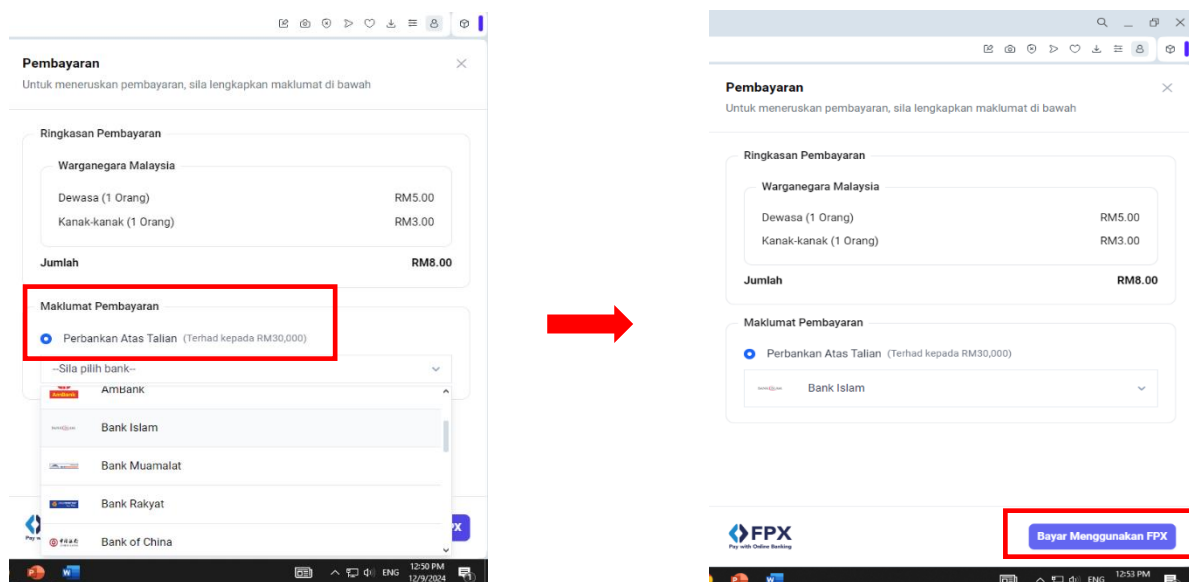 Pembayaran
Untuk meneruskan pembayaran, sila lengkapkan maklumat di bawah
Ringkasan Pembayaran
Warganegara Malaysia
Dewasa (1 Orang) RM5.00
Kanak-kanak (1 Orang) RM3.00
Jumlah RM8.00
Maklumat Pembayaran
Perbankan Atas Talian (Terhad kepada RM30,000)
--Sila pilih bank--
AmBank
AmBank
Bank Islam
Bank Muamalat
Bank Rakyat
Bank of China
PX
ENG 12:50 PM
12/9/2024
Pembayaran
Untuk meneruskan pembayaran, sila lengkapkan maklumat di bawah
Ringkasan Pembayaran
Warganegara Malaysia
Dewasa (1 Orang) RM5.00
Kanak-kanak (1 Orang) RM3.00
Jumlah RM8.00
Maklumat Pembayaran
Perbankan Atas Talian (Terhad kepada RM30,000)
Bank Islam
FPX
Pay with Online Banking
Bayar Menggunakan FPX
ENG 12:53 PM